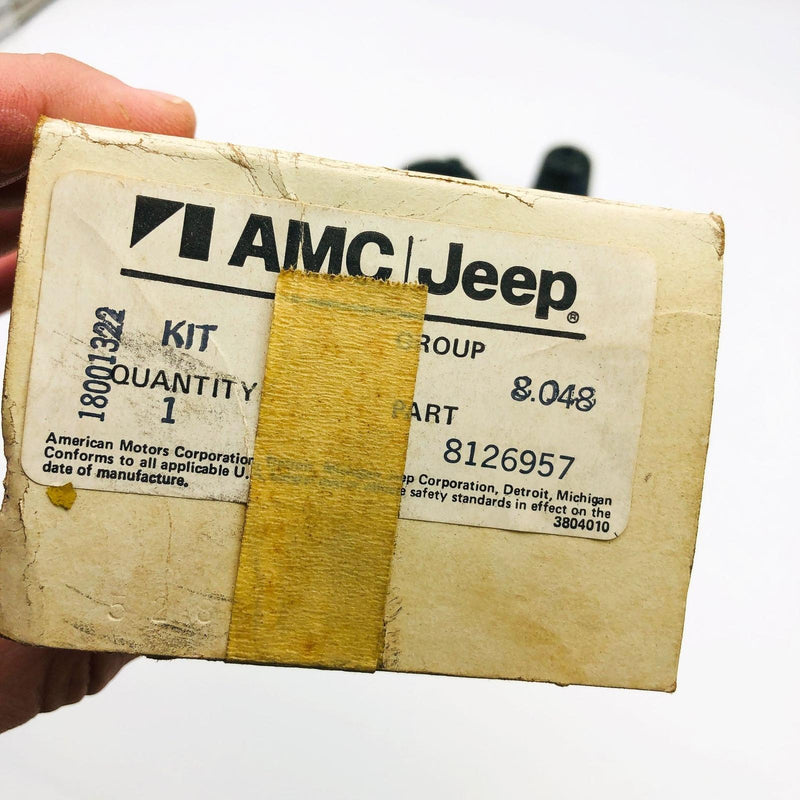 AMC|Jeep®
KIT GROUP
18001322
8.048
QUANTITY PART
1 8126957
American Motors Corporation, Jeep Corporation, Detroit, Michigan
Conforms to all applicable U. safety standards in effect on the
date of manufacture. 3804010